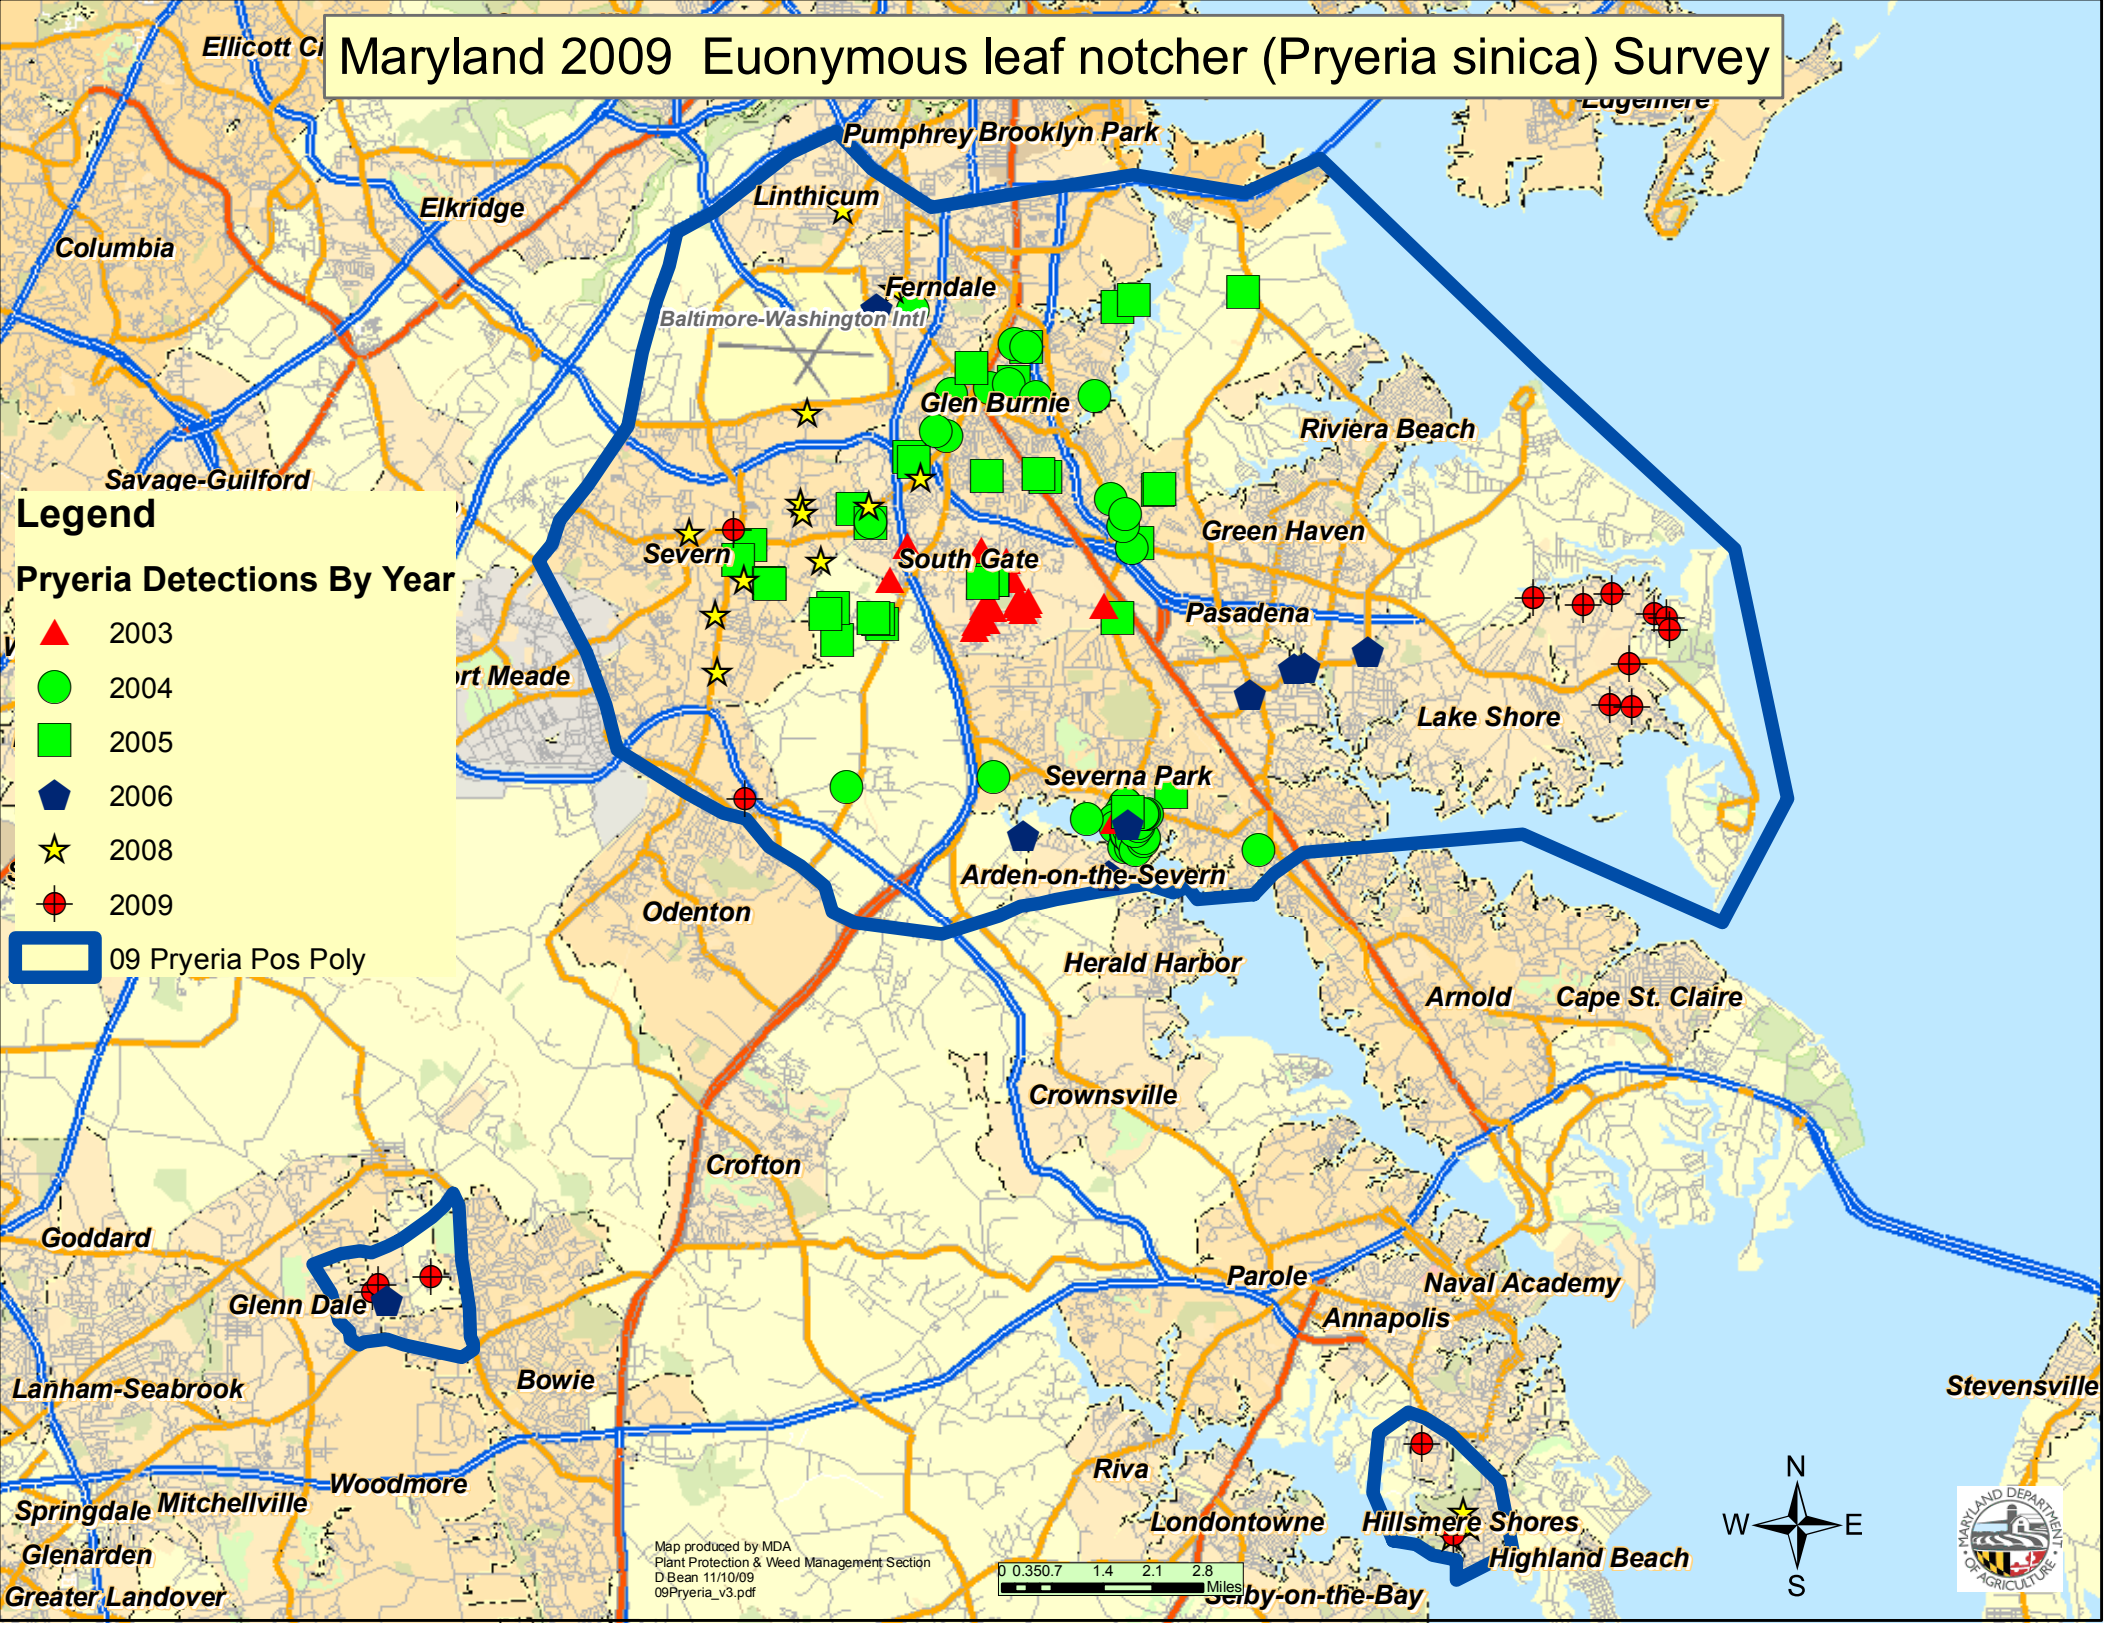 Maryland 2009 Euonymous leaf notcher (Pryeria sinica) Survey
Edgemere
Pumphrey
Brooklyn Park
Linthicum
Elkridge
Columbia
Ferndale
Baltimore-Washington Intl
Glen Burnie
Riviera Beach
Savage-Guilford
Green Haven
Severn
South Gate
Pasadena
Lake Shore
Severna Park
Arden-on-the-Severn
Odenton
Herald Harbor
Arnold
Cape St. Claire
Crownsville
Crofton
Goddard
Glenn Dale
Parole
Naval Academy
Annapolis
Bowie
Lanham-Seabrook
Stevensville
Riva
Woodmore
Springdale
Mitchellville
Londontowne
Hillsmere Shores
Glenarden
Highland Beach
Greater Landover
Selby-on-the-Bay
Legend
Pryeria Detections By Year
2003
2004
2005
2006
2008
2009
09 Pryeria Pos Poly
Map produced by MDA
Plant Protection & Weed Management Section
D Bean 11/10/09
09Pryeria_v3.pdf
0 0.350.7 1.4 2.1 2.8
Miles
N
W E
S
MARYLAND DEPARTMENT
OF AGRICULTURE